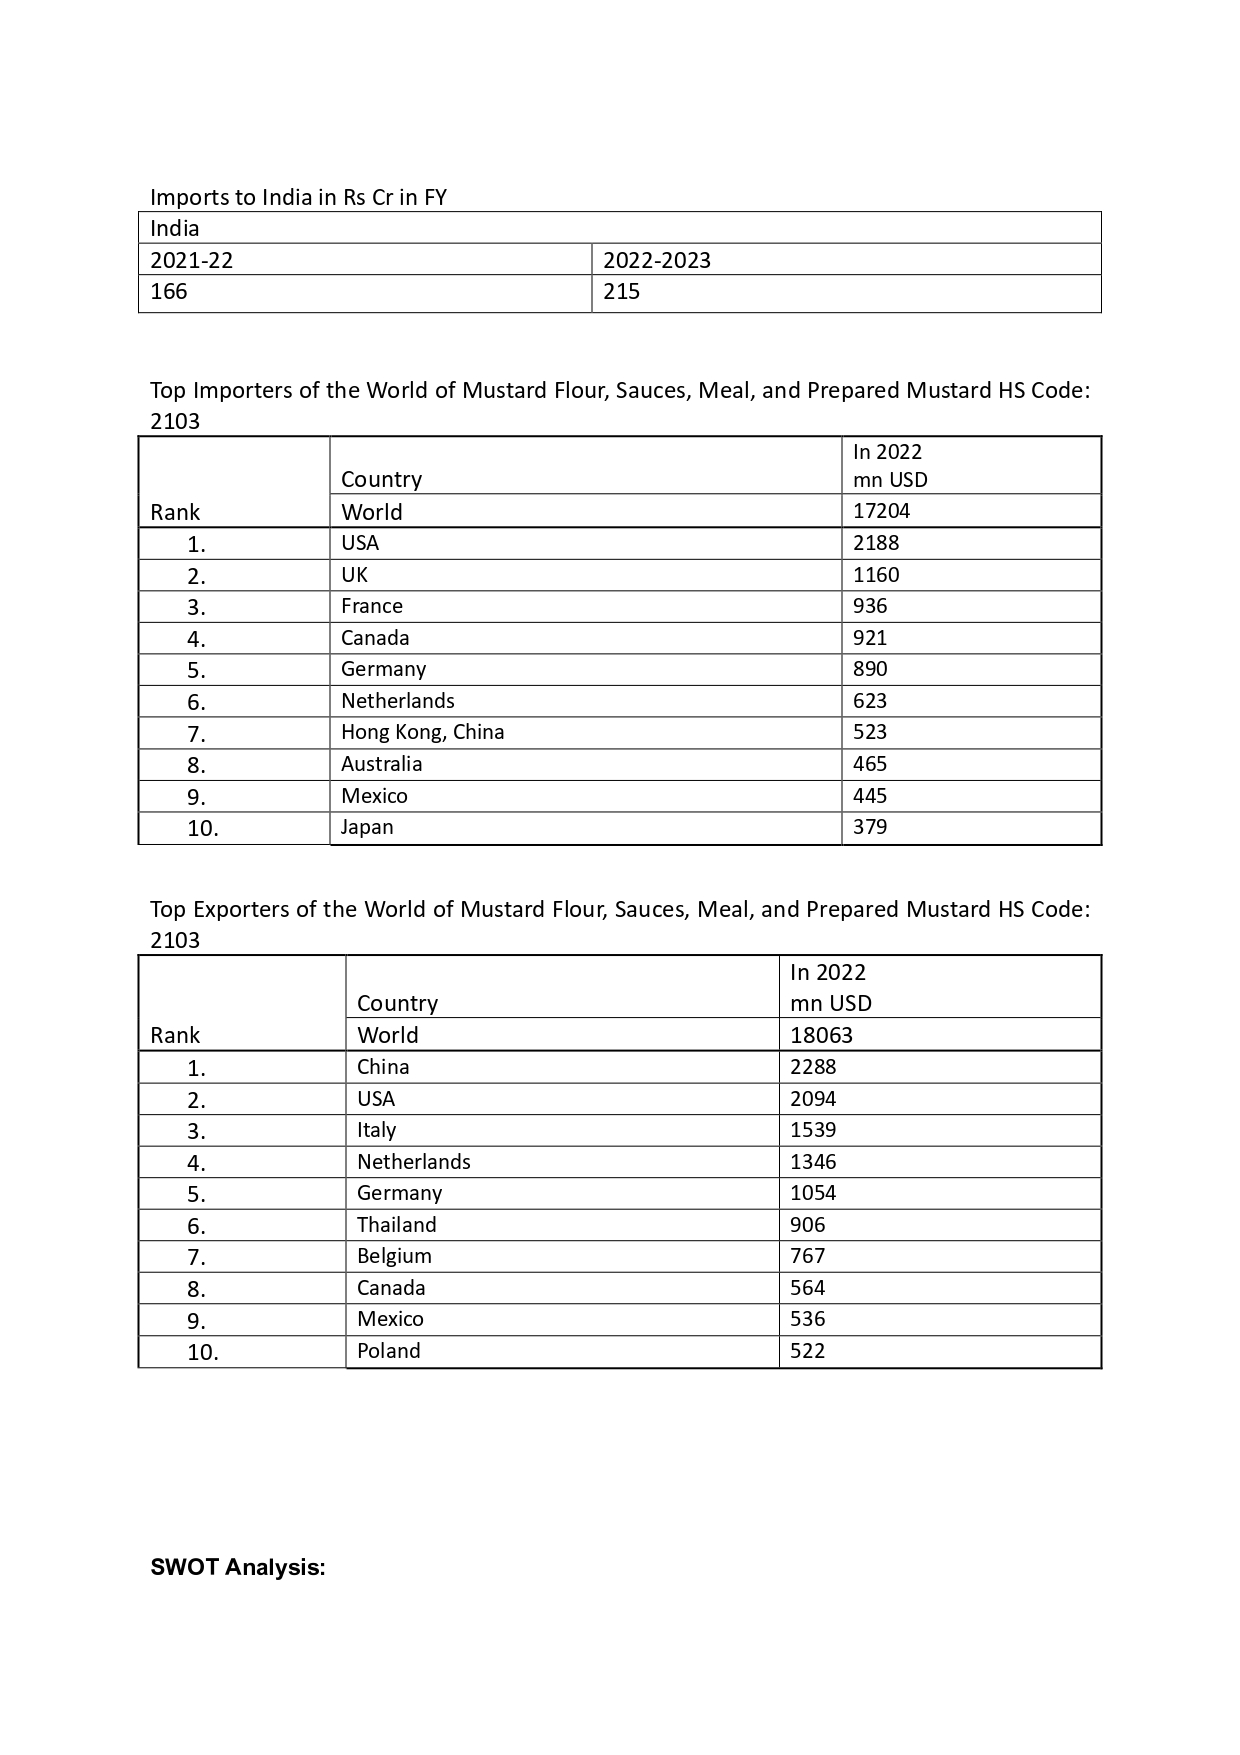 Imports to India in Rs Cr in FY
India
2021-22 2022-2023
166 215
Top Importers of the World of Mustard Flour, Sauces, Meal, and Prepared Mustard HS Code:
2103
Rank Country In 2022
mn USD
World 17204
1. USA 2188
2. UK 1160
3. France 936
4. Canada 921
5. Germany 890
6. Netherlands 623
7. Hong Kong, China 523
8. Australia 465
9. Mexico 445
10. Japan 379
Top Exporters of the World of Mustard Flour, Sauces, Meal, and Prepared Mustard HS Code:
2103
Rank Country In 2022
mn USD
World 18063
1. China 2288
2. USA 2094
3. Italy 1539
4. Netherlands 1346
5. Germany 1054
6. Thailand 906
7. Belgium 767
8. Canada 564
9. Mexico 536
10. Poland 522
SWOT Analysis: